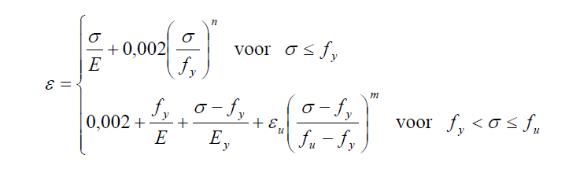 ε = { σ/E + 0,002 (σ/f_y)^n voor σ ≤ f_y
0,002 + f_y/E + (σ − f_y)/E_y + ε_u ((σ − f_y)/(f_u − f_y))^m voor f_y < σ ≤ f_u